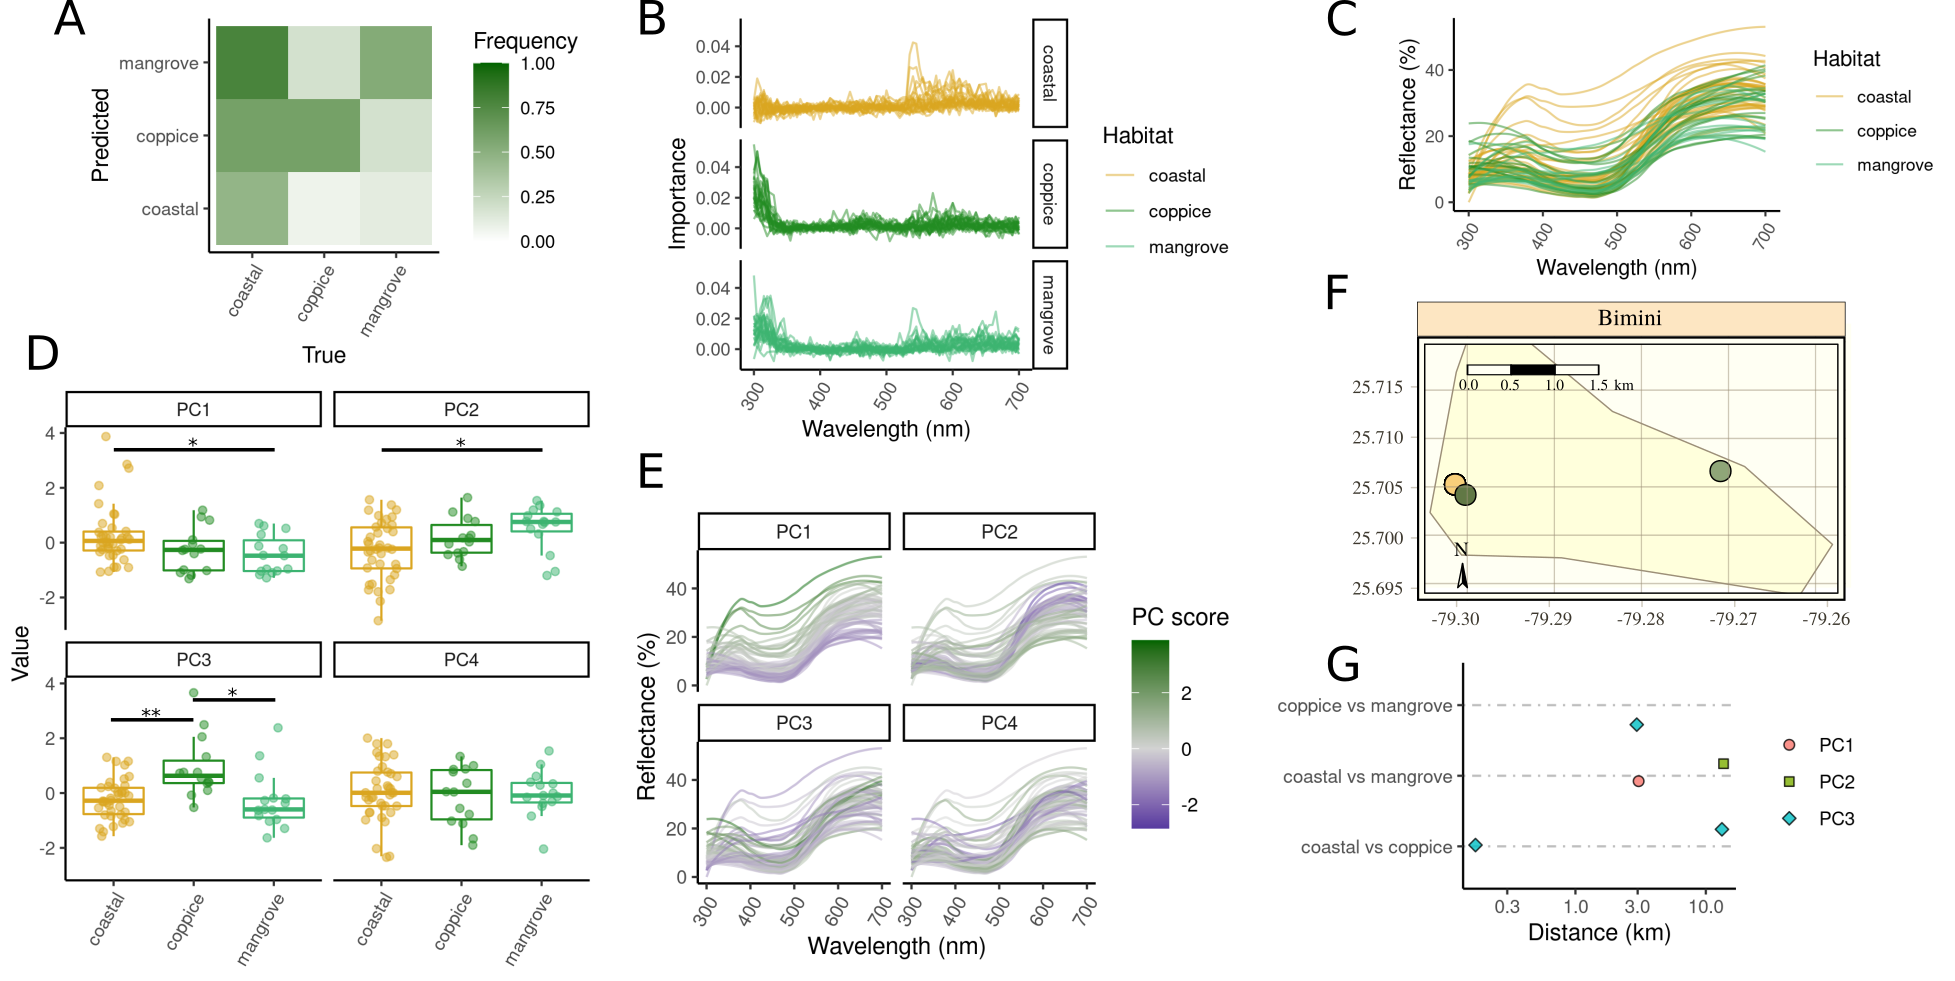 A
Frequency
1.00
0.75
0.50
0.25
0.00
Predicted
mangrove
coppice
coastal
coastal
coppice
mangrove
True
B
Importance
0.04
0.02
0.00
coastal
0.04
0.02
0.00
coppice
0.04
0.02
0.00
mangrove
300
400
500
600
700
Wavelength (nm)
Habitat
coastal
coppice
mangrove
C
Reflectance (%)
40
20
0
300
400
500
600
700
Wavelength (nm)
Habitat
coastal
coppice
mangrove
D
Value
PC1
PC2
4
2
0
-2
*
*
PC3
PC4
4
2
0
-2
**
*
coastal
coppice
mangrove
coastal
coppice
mangrove
E
PC1
PC2
Reflectance (%)
40
20
0
PC3
PC4
Reflectance (%)
40
20
0
300
400
500
600
700
300
400
500
600
700
Wavelength (nm)
PC score
2
0
-2
F
Bimini
0.0 0.5 1.0 1.5 km
25.715
25.710
25.705
25.700
25.695
N
-79.30
-79.29
-79.28
-79.27
-79.26
G
coppice vs mangrove
coastal vs mangrove
coastal vs coppice
0.3
1.0
3.0
10.0
Distance (km)
PC1
PC2
PC3